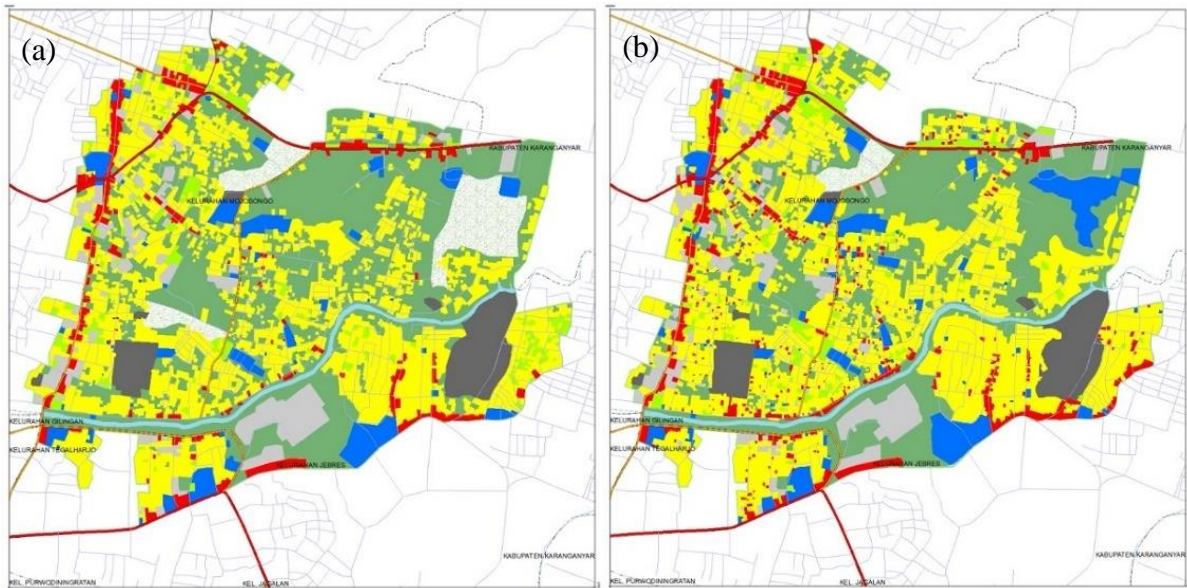 (a)
KABUPATEN KARANGANYAR
KELURAHAN MOJOSONGO
KELURAHAN GILINGAN
KELURAHAN TEGALHARJO
KELURAHAN JEBRES
KABUPATEN KARANGANYAR
KEL. PURWODININGRATAN
KEL. JAGALAN
(b)
KABUPATEN KARANGANYAR
KELURAHAN MOJOSONGO
KELURAHAN GILINGAN
KELURAHAN TEGALHARJO
KELURAHAN JEBRES
KABUPATEN KARANGANYAR
KEL. PURWODININGRATAN
KEL. JAGALAN